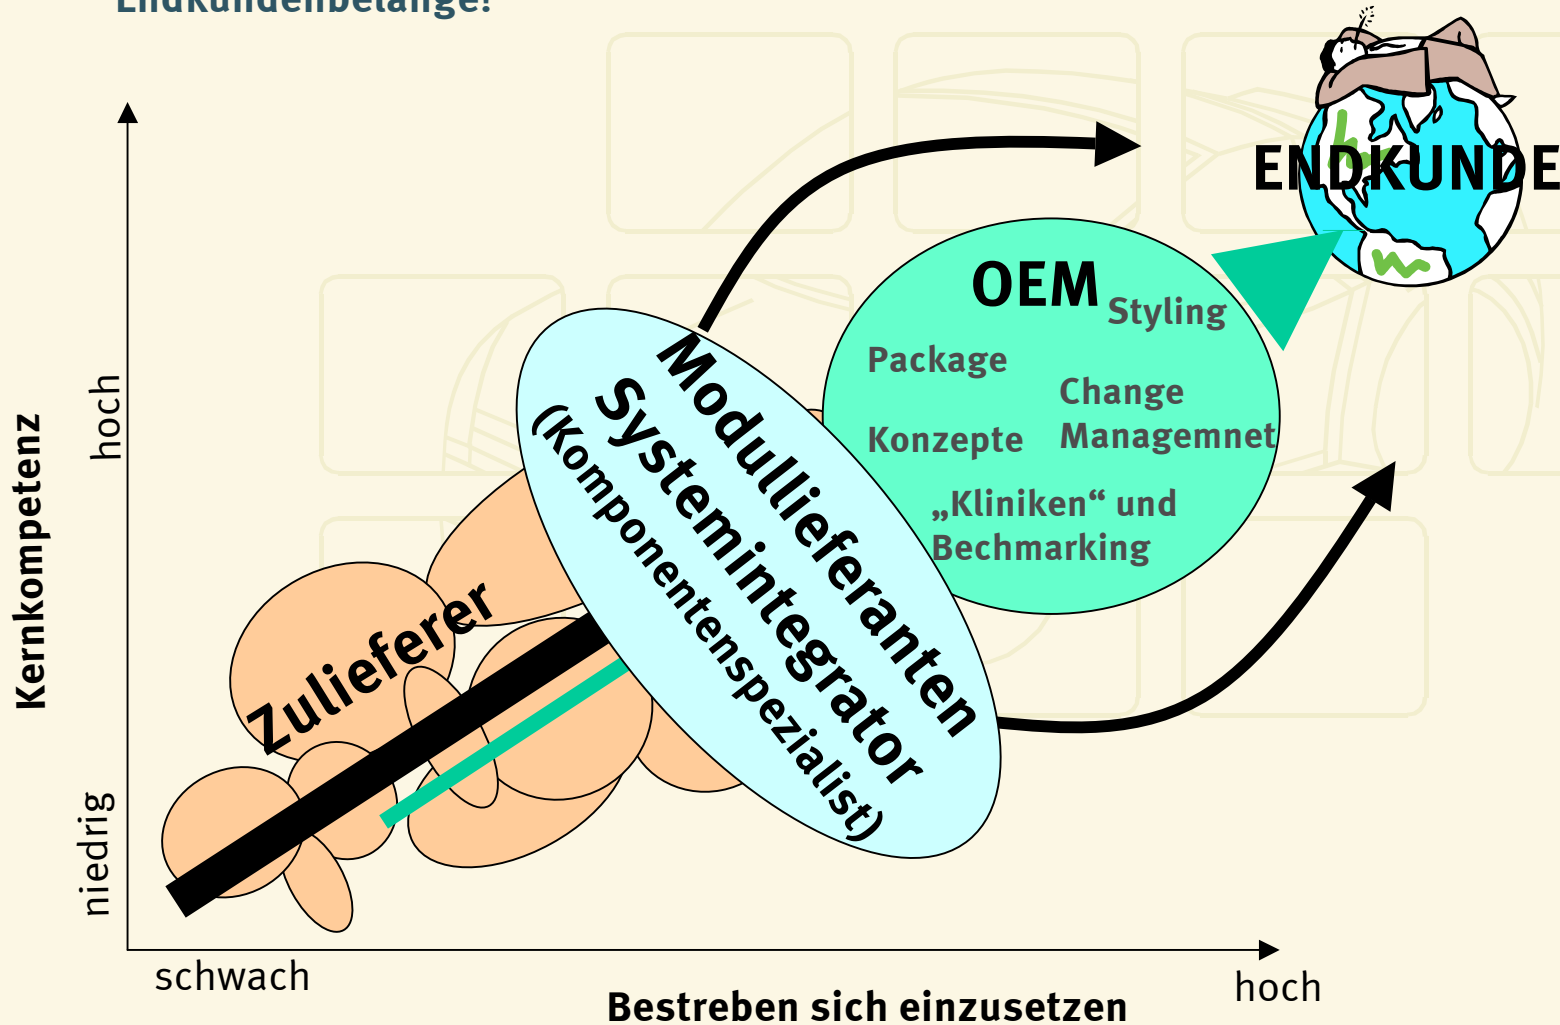 Endkundenbelange!
ENDKUNDE
OEM
Styling
Package
Change
Managemnet
Konzepte
„Kliniken“ und
Bechmarking
Modullieferanten
Systemintegrator
(Komponentenspezialist)
Zulieferer
Kernkompetenz
hoch
niedrig
schwach
hoch
Bestreben sich einzusetzen